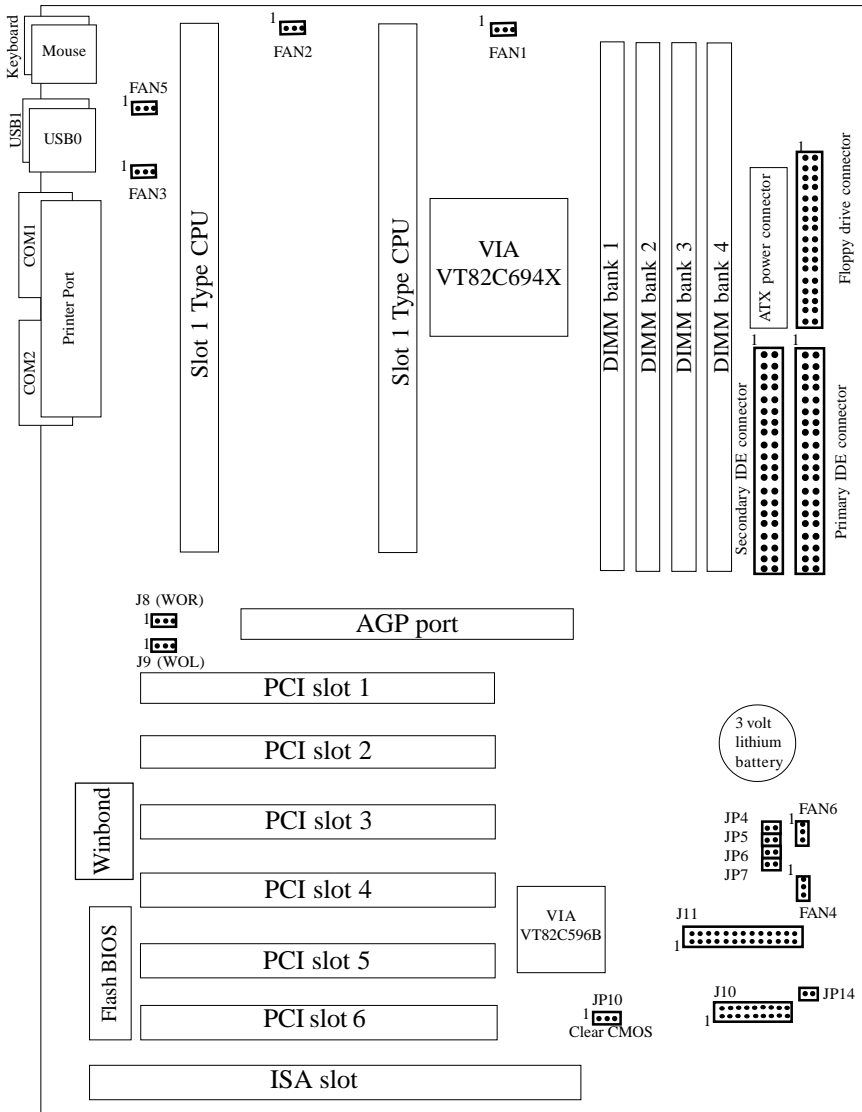 1
FAN2
1
FAN1
Keyboard
Mouse
USB1
USB0
FAN5
1
1
FAN3
COM1
COM2
Printer Port
Slot 1 Type CPU
Slot 1 Type CPU
VIA
VT82C694X
DIMM bank 1
DIMM bank 2
DIMM bank 3
DIMM bank 4
ATX power connector
1
Floppy drive connector
1
Secondary IDE connector
1
Primary IDE connector
J8 (WOR)
1
1
J9 (WOL)
AGP port
PCI slot 1
PCI slot 2
PCI slot 3
PCI slot 4
PCI slot 5
PCI slot 6
ISA slot
Winbond
Flash BIOS
3 volt
lithium
battery
JP4
JP5
JP6
JP7
1
FAN6
1
FAN4
VIA
VT82C596B
J11
1
JP10
1
Clear CMOS
J10
1
JP14